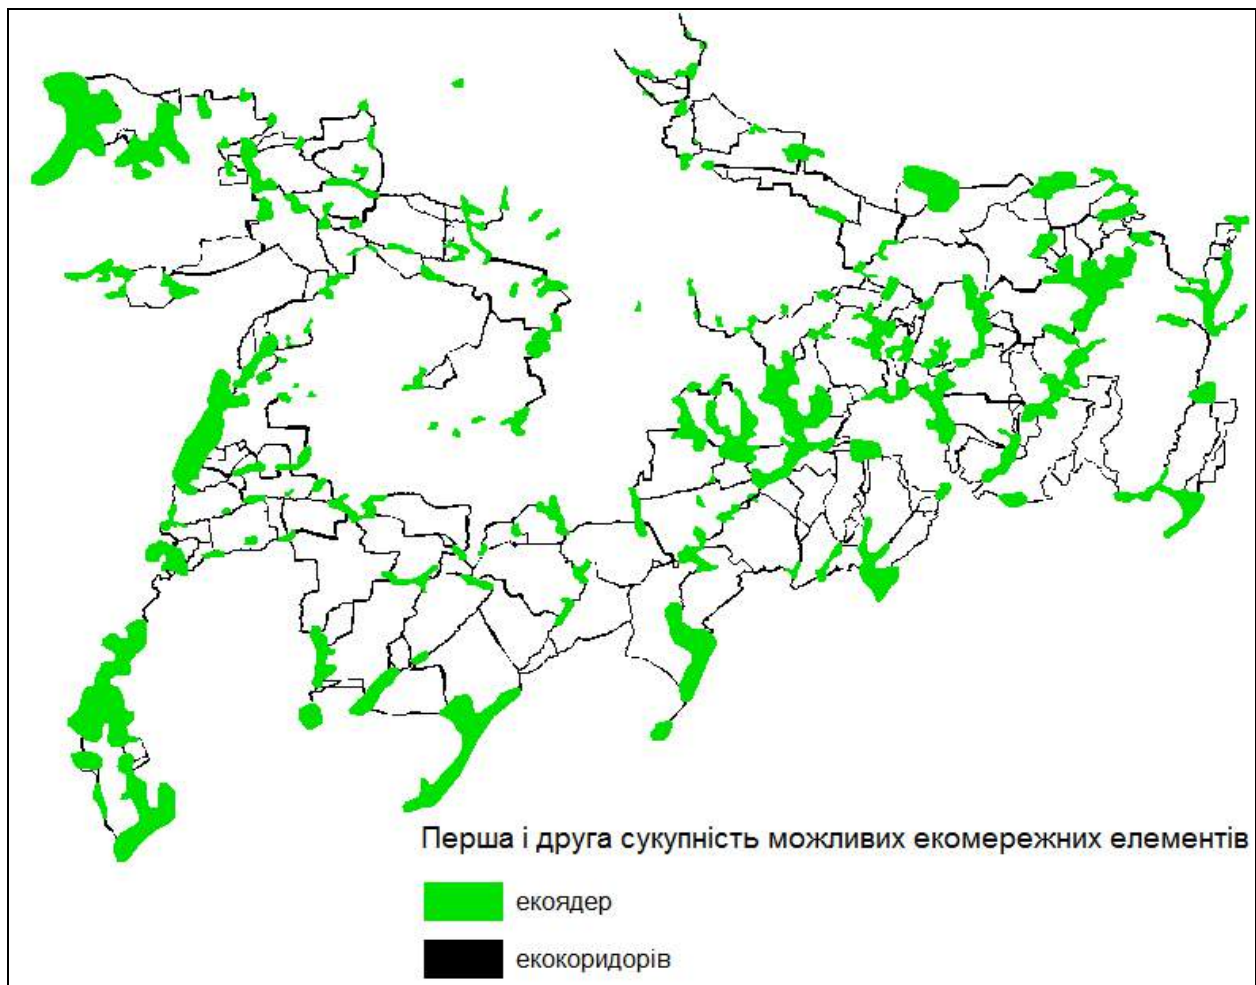 Перша і друга сукупність можливих екомережних елементів
екоядер
екокоридорів